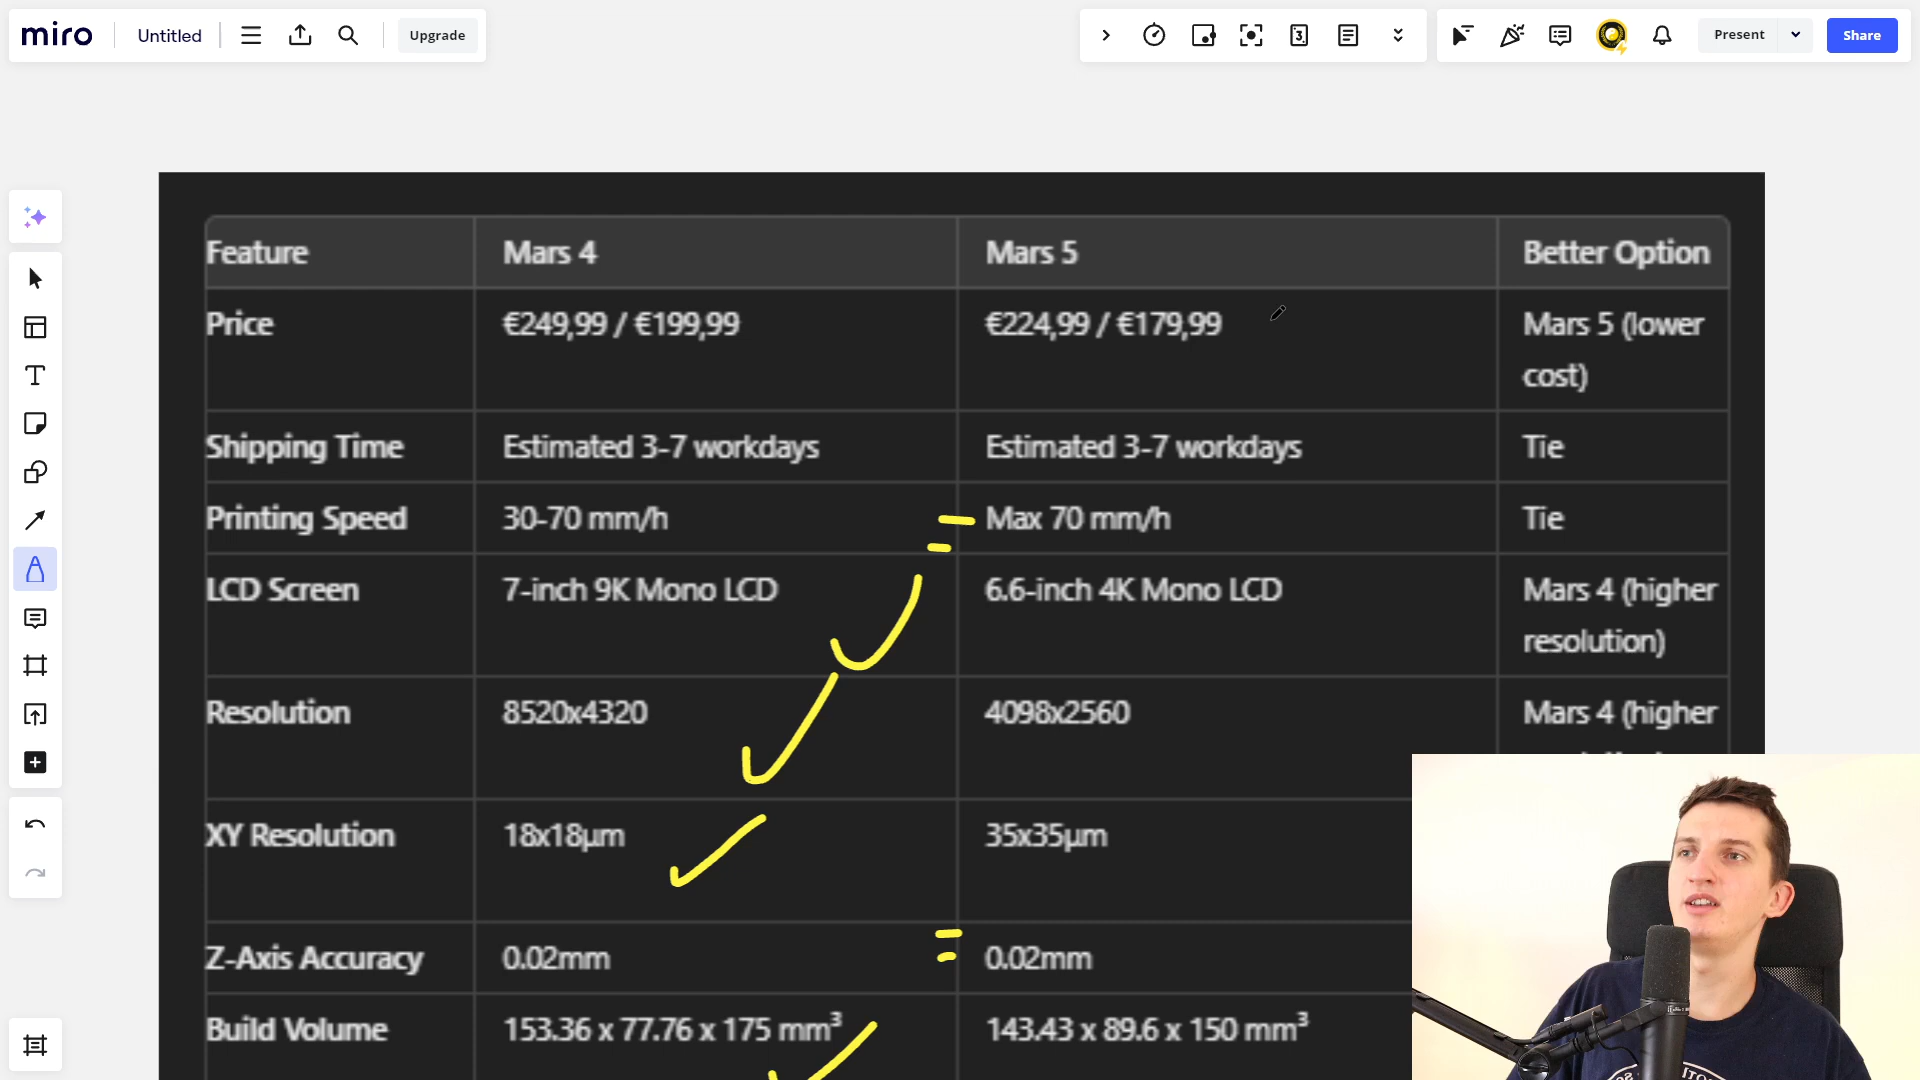 miro Untitled Upgrade Present Share
Feature Mars 4 Mars 5 Better Option
Price €249,99 / €199,99 €224,99 / €179,99 Mars 5 (lower
cost)
Shipping Time Estimated 3-7 workdays Estimated 3-7 workdays Tie
Printing Speed 30-70 mm/h Max 70 mm/h Tie
LCD Screen 7-inch 9K Mono LCD 6.6-inch 4K Mono LCD Mars 4 (higher
resolution)
Resolution 8520x4320 4098x2560 Mars 4 (higher
XY Resolution 18x18µm 35x35µm
Z-Axis Accuracy 0.02mm 0.02mm
Build Volume 153.36 x 77.76 x 175 mm³ 143.43 x 89.6 x 150 mm³